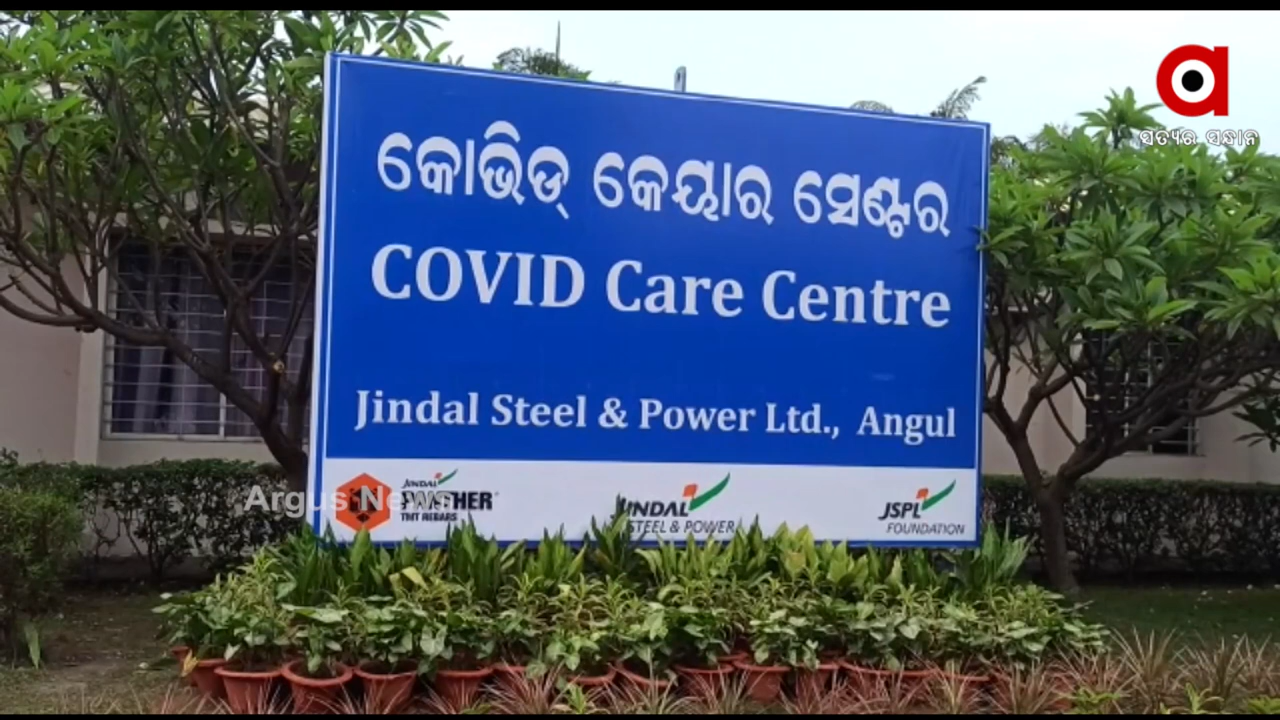 ସତ୍ୟର ସନ୍ଧାନ
କୋଭିଡ୍ କେୟାର ସେଣ୍ଟର
COVID Care Centre
Jindal Steel & Power Ltd., Angul
Argus News
JINDAL
PANTHER
TMT REBARS
JINDAL
STEEL & POWER
JSPL
FOUNDATION